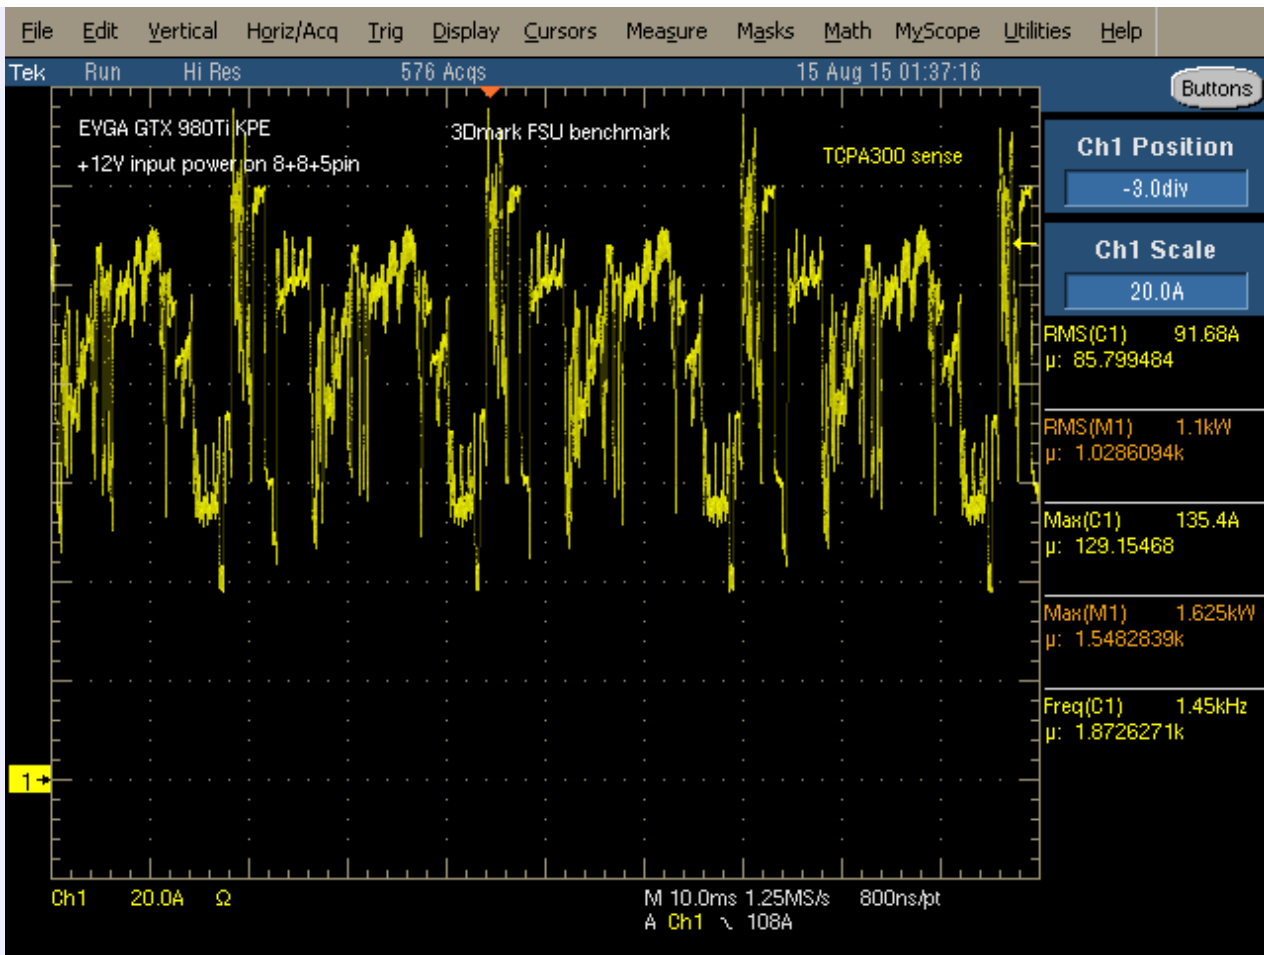 File Edit Vertical Horiz/Acq Trig Display Cursors Measure Masks Math MyScope Utilities Help
Tek Run Hi Res 576 Acqs 15 Aug 15 01:37:16
Buttons
EVGA GTX 980Ti KPE
3Dmark FSU benchmark
+12V input power on 8+8+5pin
TCPA300 sense
Ch1 Position
-3.0div
Ch1 Scale
20.0A
RMS(C1) 91.68A
µ: 85.799484
RMS(M1) 1.1kW
µ: 1.0286094k
Max(C1) 135.4A
µ: 129.15468
Max(M1) 1.625kW
µ: 1.5482839k
Freq(C1) 1.45kHz
µ: 1.8726271k
1
Ch1 20.0A Ω
M 10.0ms 1.25MS/s 800ns/pt
A Ch1 \ 108A